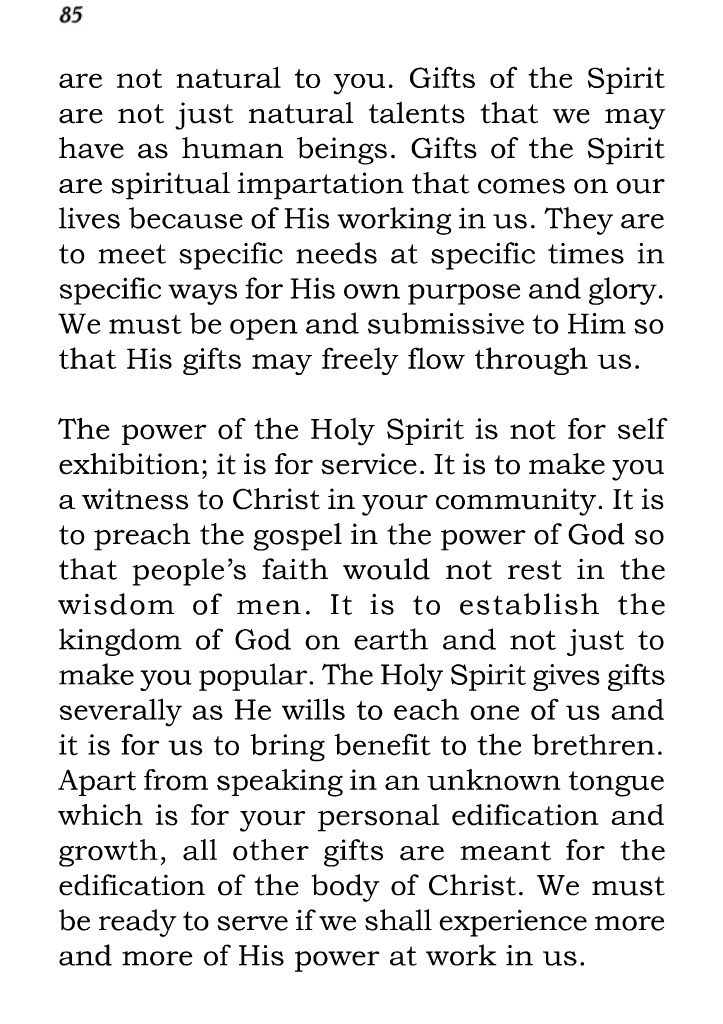 85
are not natural to you. Gifts of the Spirit
are not just natural talents that we may
have as human beings. Gifts of the Spirit
are spiritual impartation that comes on our
lives because of His working in us. They are
to meet specific needs at specific times in
specific ways for His own purpose and glory.
We must be open and submissive to Him so
that His gifts may freely flow through us.
The power of the Holy Spirit is not for self
exhibition; it is for service. It is to make you
a witness to Christ in your community. It is
to preach the gospel in the power of God so
that people’s faith would not rest in the
wisdom of men. It is to establish the
kingdom of God on earth and not just to
make you popular. The Holy Spirit gives gifts
severally as He wills to each one of us and
it is for us to bring benefit to the brethren.
Apart from speaking in an unknown tongue
which is for your personal edification and
growth, all other gifts are meant for the
edification of the body of Christ. We must
be ready to serve if we shall experience more
and more of His power at work in us.